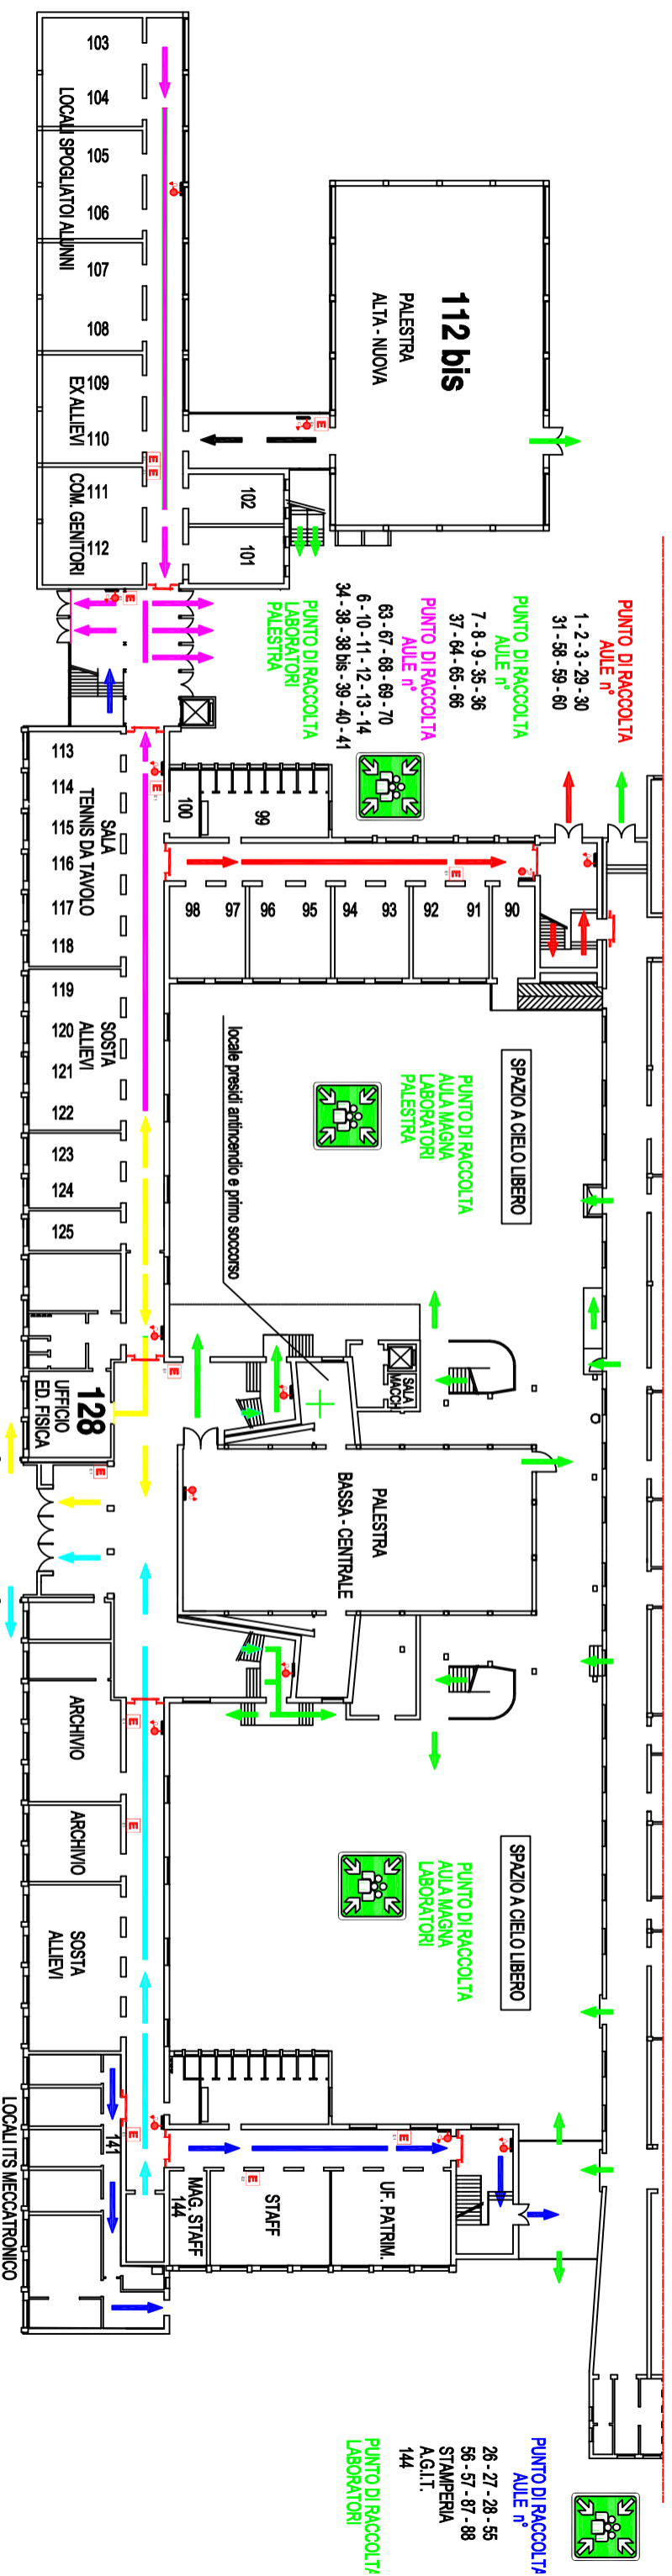 103
104
LOCALI SPOGLIATOI ALUNNI
105
106
107
108
109
EX ALLIEVI
110
111
COM. GENITORI
112
112 bis
PALESTRA
ALTA - NUOVA
102
101
E
E
E
E
PUNTO DI RACCOLTA
AULE n°
1 - 2 - 3 - 29 - 30
31 - 58 - 59 - 60
PUNTO DI RACCOLTA
AULE n°
7 - 8 - 9 - 35 - 36
37 - 64 - 65 - 66
PUNTO DI RACCOLTA
AULE n°
63 - 67 - 68 - 69 - 70
6 - 10 - 11 - 12 - 13 - 14
34 - 38 - 38 bis - 39 - 40 - 41
PUNTO DI RACCOLTA
LABORATORI
PALESTRA
113
114
115
116
117
118
SALA
TENNIS DA TAVOLO
E
100
99
E
98
97
96
95
94
93
92
91
90
119
120
121
122
SOSTA
ALLIEVI
123
124
125
SPAZIO A CIELO LIBERO
PUNTO DI RACCOLTA
AULA MAGNA
LABORATORI
PALESTRA
locale presidi antincendio e primo soccorso
SALA
MACCH.
E
128
UFFICIO
ED. FISICA
E
PALESTRA
BASSA - CENTRALE
E
ARCHIVIO
E
ARCHIVIO
SOSTA
ALLIEVI
SPAZIO A CIELO LIBERO
PUNTO DI RACCOLTA
AULA MAGNA
LABORATORI
E
141
E
E
MAG. STAFF
144
STAFF
UF. PATRIM.
LOCALI ITS MECCATRONICO
PUNTO DI RACCOLTA
AULE n°
26 - 27 - 28 - 55
56 - 57 - 87 - 88
STAMPERIA
A.G.I.T.
144
PUNTO DI RACCOLTA
LABORATORI